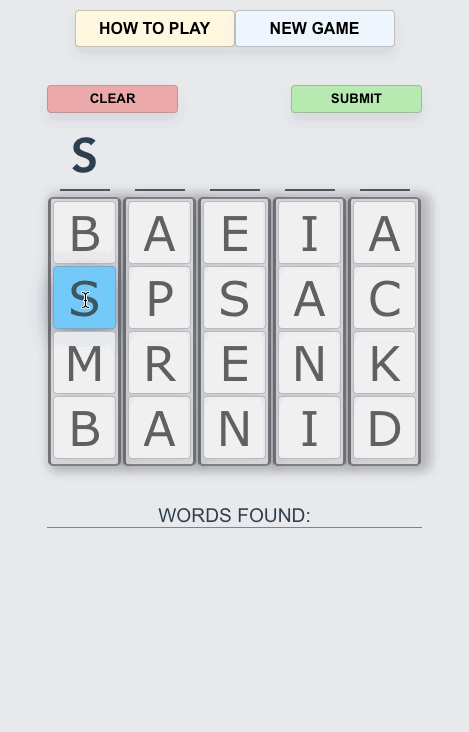 HOW TO PLAY NEW GAME
CLEAR SUBMIT
S
B A E I A
S P S A C
M R E N K
B A N I D
WORDS FOUND: